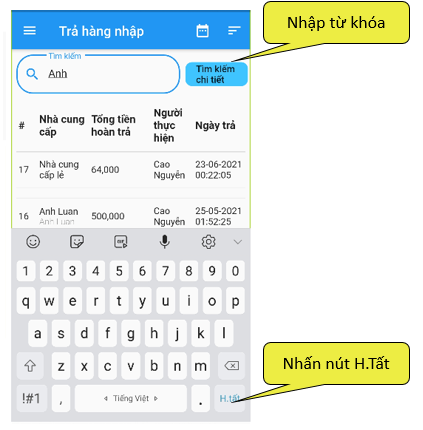 Trả hàng nhập
Nhập từ khóa
Tìm kiếm
Anh
Tìm kiếm
chi tiết
# Nhà cung cấp Tổng tiền hoàn trả Người thực hiện Ngày trả
17 Nhà cung cấp lẻ 64,000 Cao Nguyên 23-06-2021 00:22:05
16 Anh Luan Anh Luan 500,000 Cao Nguyên 25-05-2021 01:52:25
GIF
1 2 3 4 5 6 7 8 9 0
q w e r t y u i o p
a s d f g h j k l
z x c v b n m
Nhấn nút H.Tất
!#1 , Tiếng Việt . H.tất